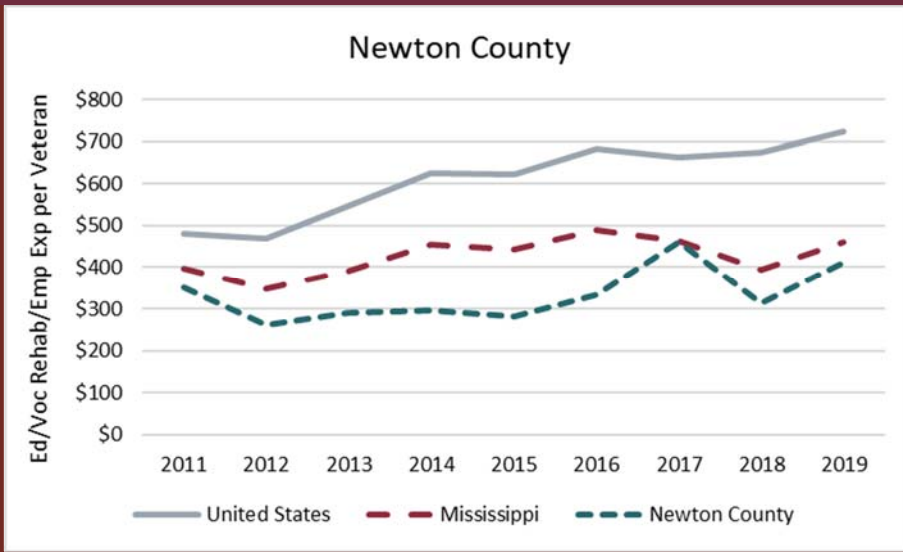 Newton County
Ed/Voc Rehab/Emp Exp per Veteran
$800
$700
$600
$500
$400
$300
$200
$100
$0
2011 2012 2013 2014 2015 2016 2017 2018 2019
United States Mississippi Newton County